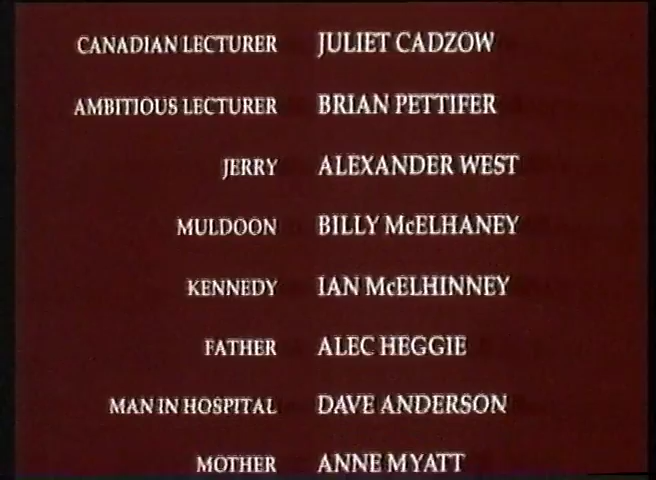 CANADIAN LECTURER JULIET CADZOW
AMBITIOUS LECTURER BRIAN PETTIFER
JERRY ALEXANDER WEST
MULDOON BILLY McELHANEY
KENNEDY IAN McELHINNEY
FATHER ALEC HEGGIE
MAN IN HOSPITAL DAVE ANDERSON
MOTHER ANNE MYATT